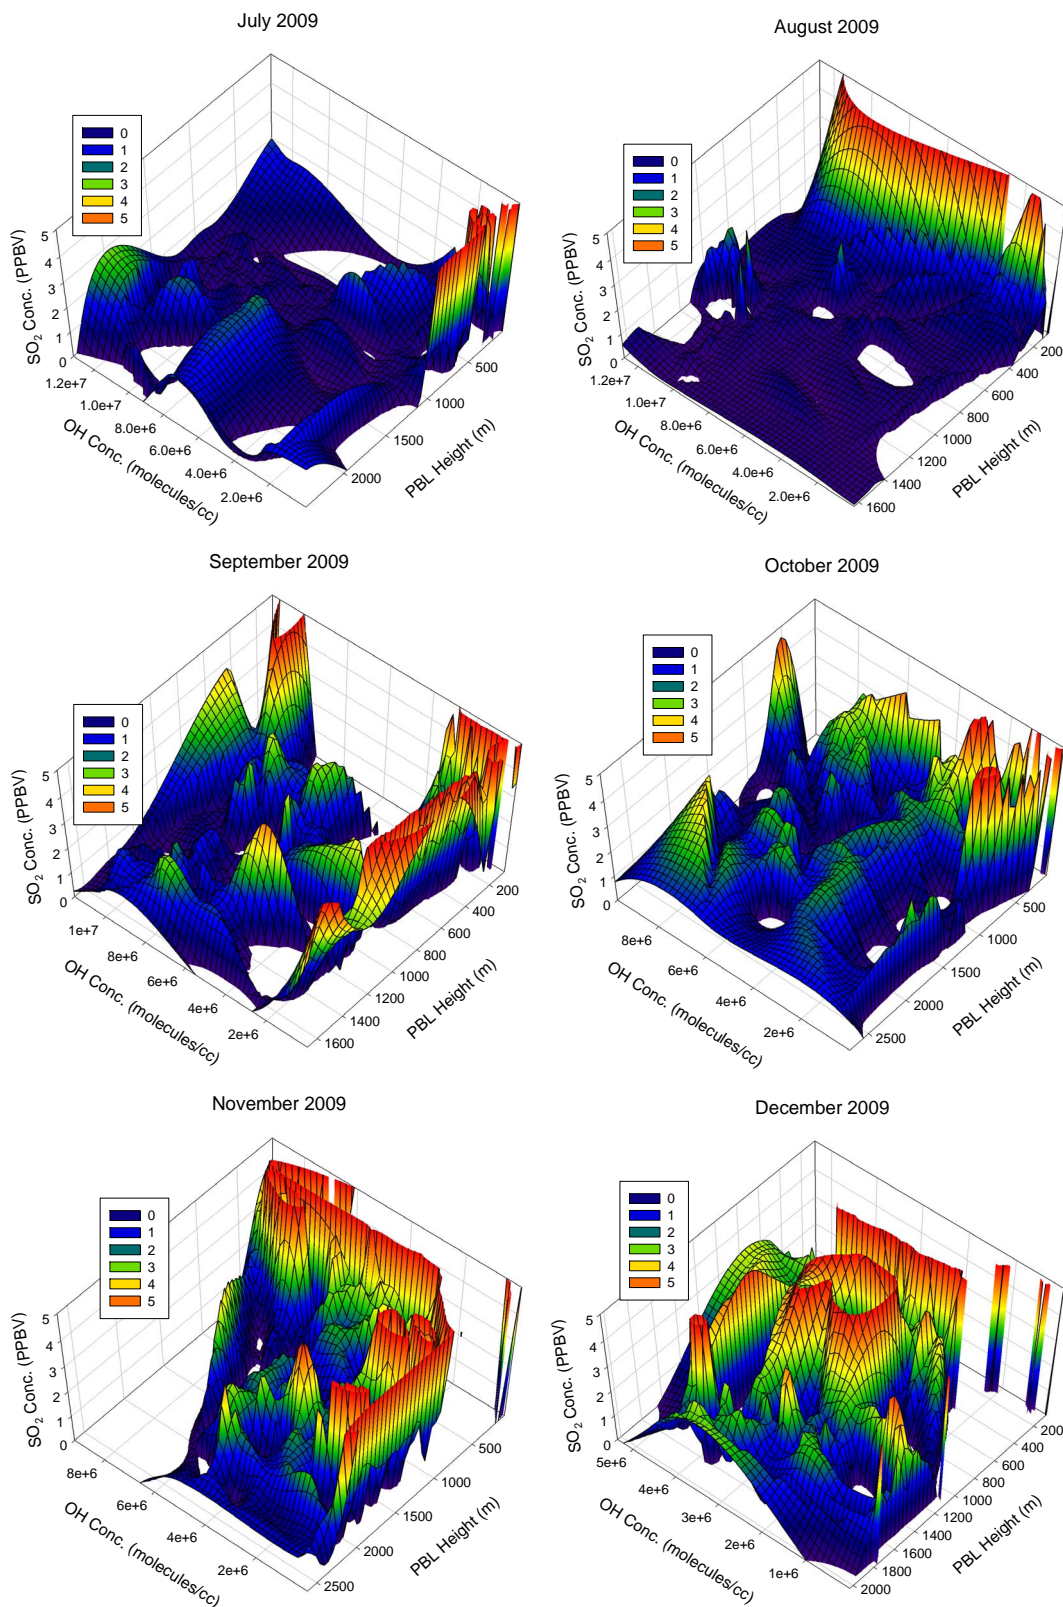 July 2009
0
1
2
3
4
5
SO2 Conc. (PPBV)
5
4
3
2
1
0
1.2e+7
1.0e+7
8.0e+6
6.0e+6
4.0e+6
2.0e+6
OH Conc. (molecules/cc)
500
1000
1500
2000
PBL Height (m)
August 2009
0
1
2
3
4
5
SO2 Conc. (PPBV)
5
4
3
2
1
0
1.2e+7
1.0e+7
8.0e+6
6.0e+6
4.0e+6
2.0e+6
OH Conc. (molecules/cc)
200
400
600
800
1000
1200
1400
1600
PBL Height (m)
September 2009
0
1
2
3
4
5
SO2 Conc. (PPBV)
5
4
3
2
1
0
1e+7
8e+6
6e+6
4e+6
2e+6
OH Conc. (molecules/cc)
200
400
600
800
1000
1200
1400
1600
PBL Height (m)
October 2009
0
1
2
3
4
5
SO2 Conc. (PPBV)
5
4
3
2
1
0
8e+6
6e+6
4e+6
2e+6
OH Conc. (molecules/cc)
500
1000
1500
2000
2500
PBL Height (m)
November 2009
0
1
2
3
4
5
SO2 Conc. (PPBV)
5
4
3
2
1
0
8e+6
6e+6
4e+6
2e+6
OH Conc. (molecules/cc)
500
1000
1500
2000
2500
PBL Height (m)
December 2009
0
1
2
3
4
5
SO2 Conc. (PPBV)
5
4
3
2
1
0
5e+6
4e+6
3e+6
2e+6
1e+6
OH Conc. (molecules/cc)
200
400
600
800
1000
1200
1400
1600
1800
2000
PBL Height (m)